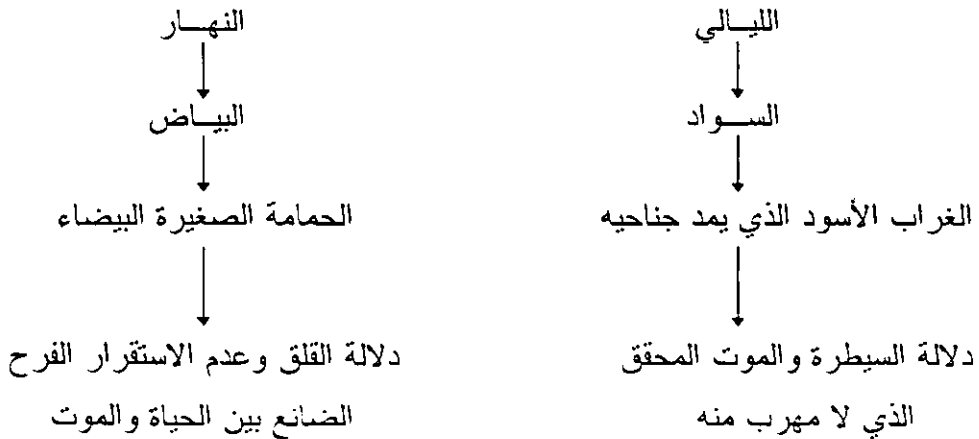 الليالي
النهار
السواد
البياض
الغراب الأسود الذي يمد جناحيه
الحمامة الصغيرة البيضاء
دلالة السيطرة والموت المحقق
الذي لا مهرب منه
دلالة القلق وعدم الاستقرار الفرح
الضائع بين الحياة والموت